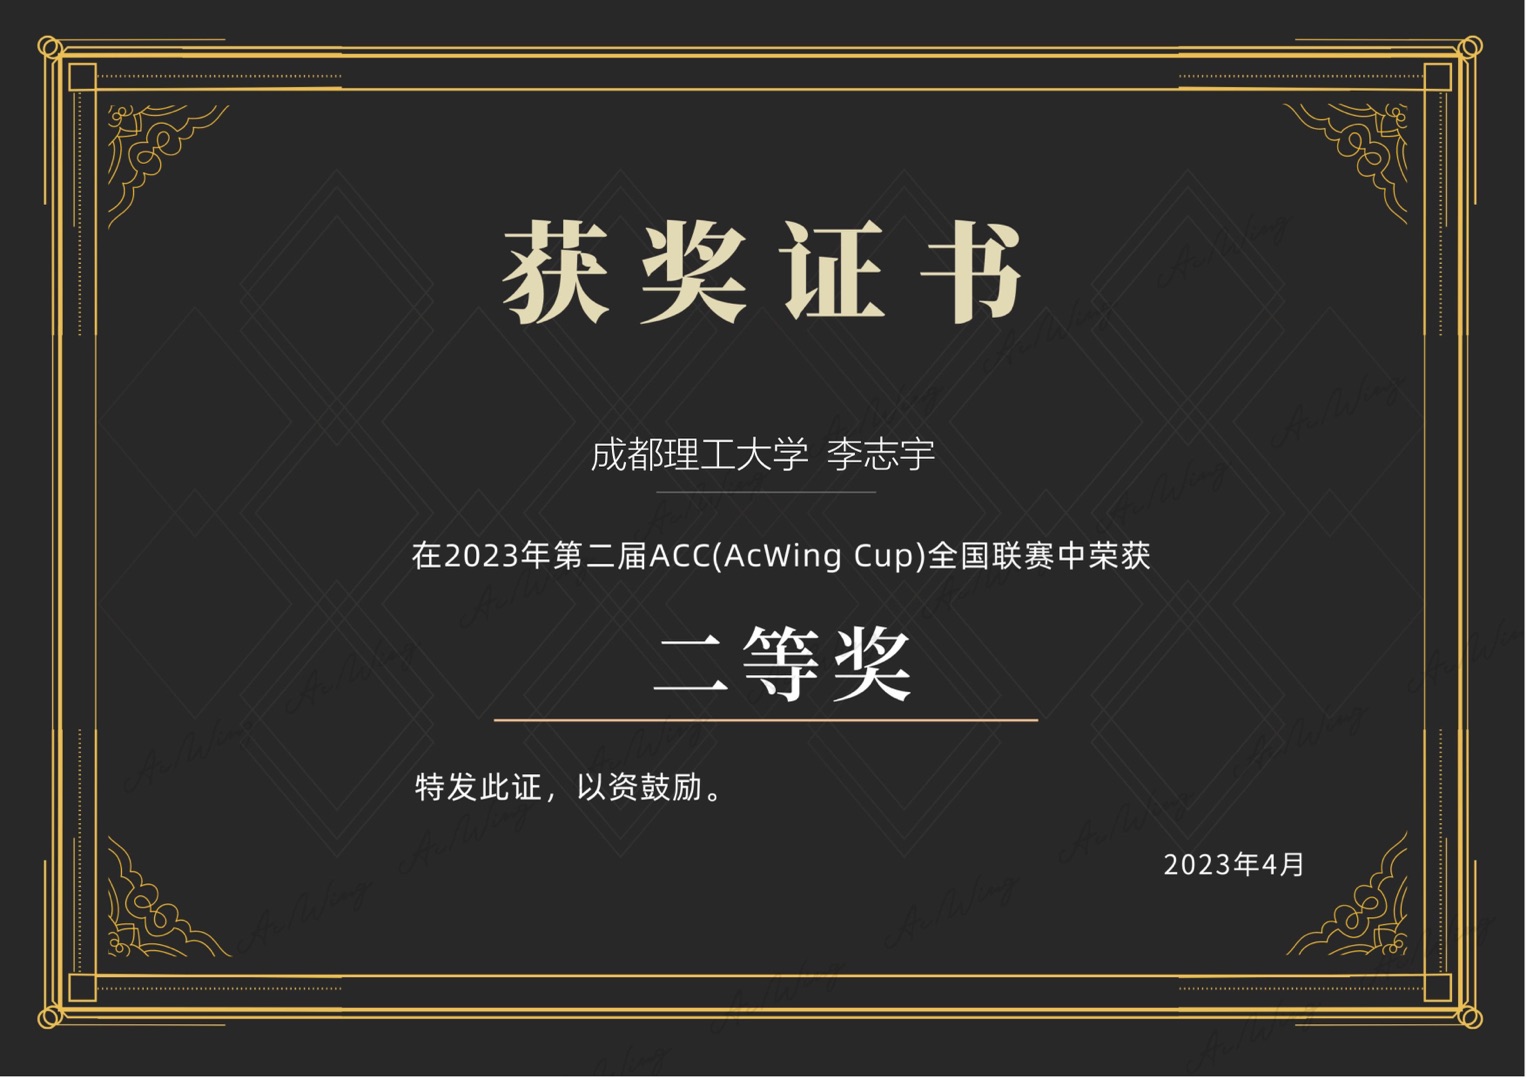 获奖证书
成都理工大学 李志宇
在2023年第二届ACC(AcWing Cup)全国联赛中荣获
二等奖
特发此证，以资鼓励。
2023年4月